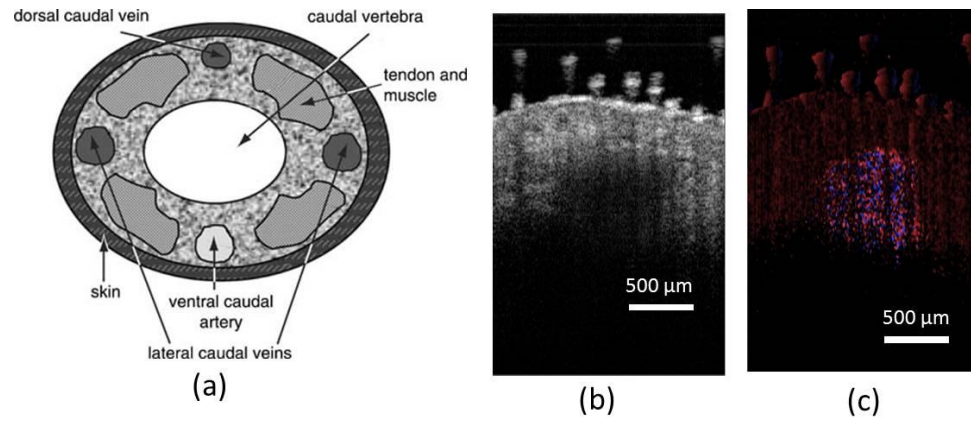 dorsal caudal vein
caudal vertebra
tendon and
muscle
skin
ventral caudal
artery
lateral caudal veins
(a)
500 µm
(b)
500 µm
(c)